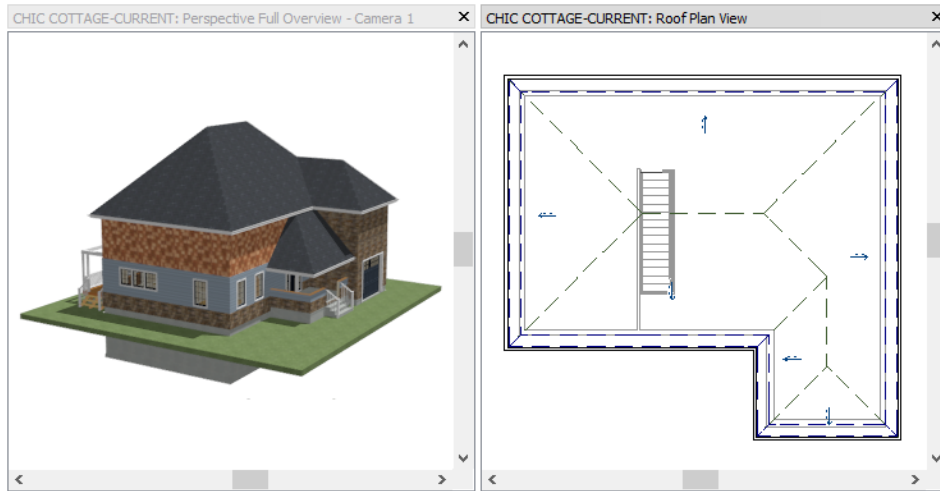 CHIC COTTAGE-CURRENT: Perspective Full Overview - Camera 1
CHIC COTTAGE-CURRENT: Roof Plan View